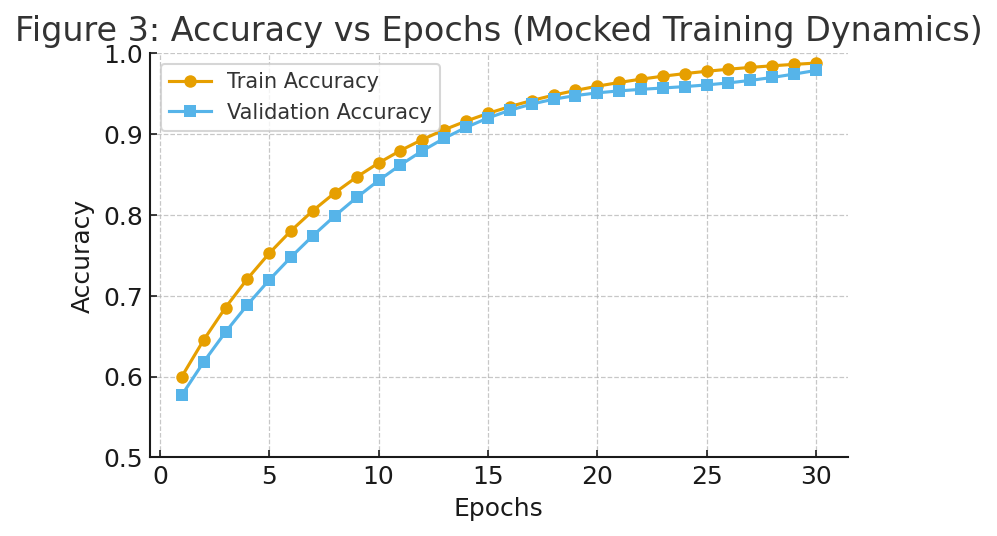 Figure 3: Accuracy vs Epochs (Mocked Training Dynamics)
1.0
Train Accuracy
Validation Accuracy
0.9
0.8
Accuracy
0.7
0.6
0.5
0 5 10 15 20 25 30
Epochs